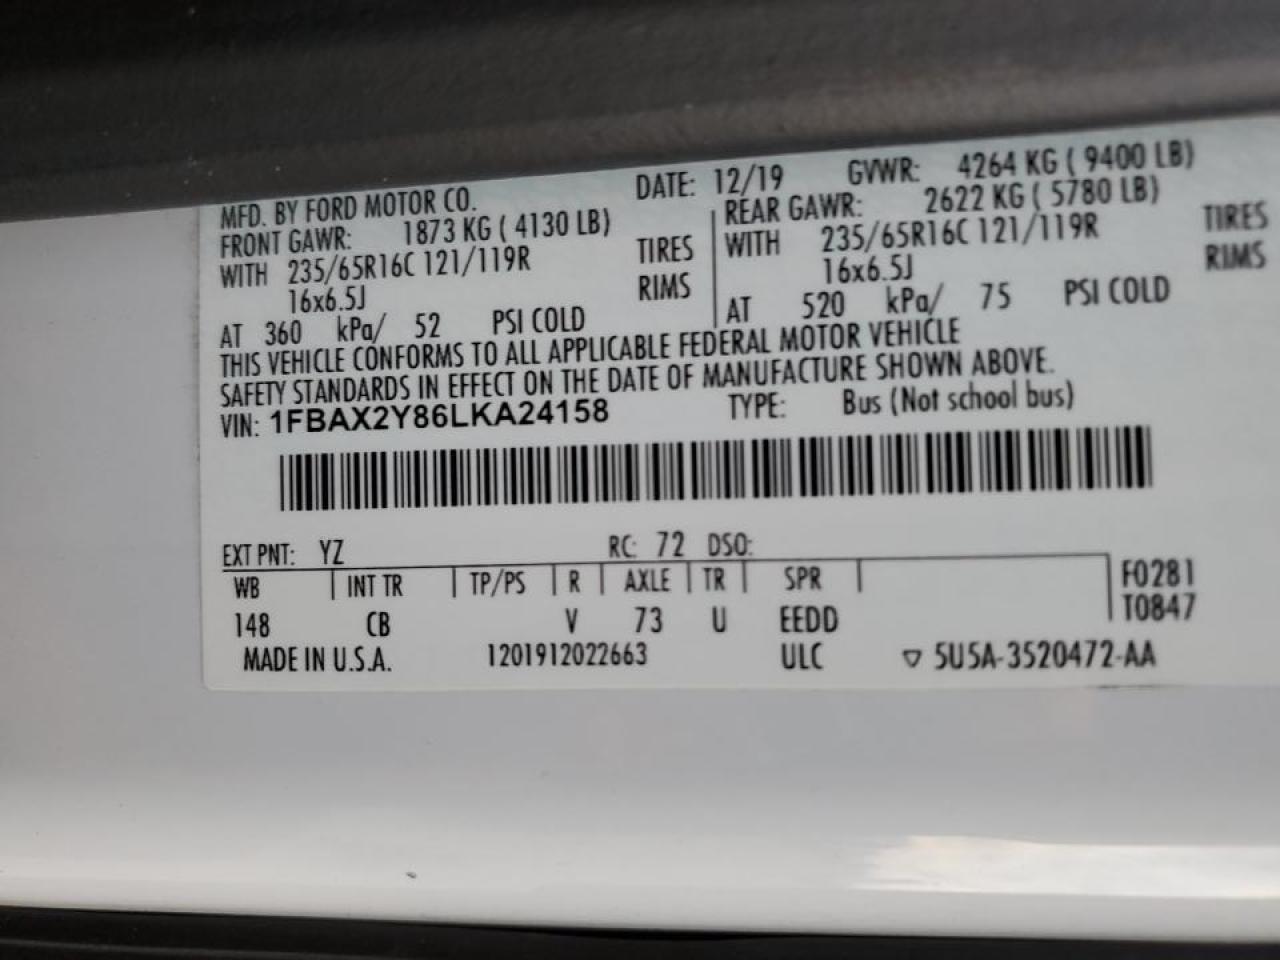 MFD. BY FORD MOTOR CO. DATE: 12/19 GVWR: 4264 KG ( 9400 LB)
FRONT GAWR: 1873 KG ( 4130 LB) REAR GAWR: 2622 KG ( 5780 LB)
WITH 235/65R16C 121/119R TIRES WITH 235/65R16C 121/119R TIRES
16x6.5J RIMS 16x6.5J RIMS
AT 360 kPa/ 52 PSI COLD AT 520 kPa/ 75 PSI COLD
THIS VEHICLE CONFORMS TO ALL APPLICABLE FEDERAL MOTOR VEHICLE
SAFETY STANDARDS IN EFFECT ON THE DATE OF MANUFACTURE SHOWN ABOVE.
VIN: 1FBAX2Y86LKA24158 TYPE: Bus (Not school bus)
EXT PNT: YZ RC: 72 DSO:
WB INT TR TP/PS R AXLE TR SPR F0281
148 CB V 73 U EEDD T0847
MADE IN U.S.A. 1201912022663 ULC ▽ 5U5A-3520472-AA